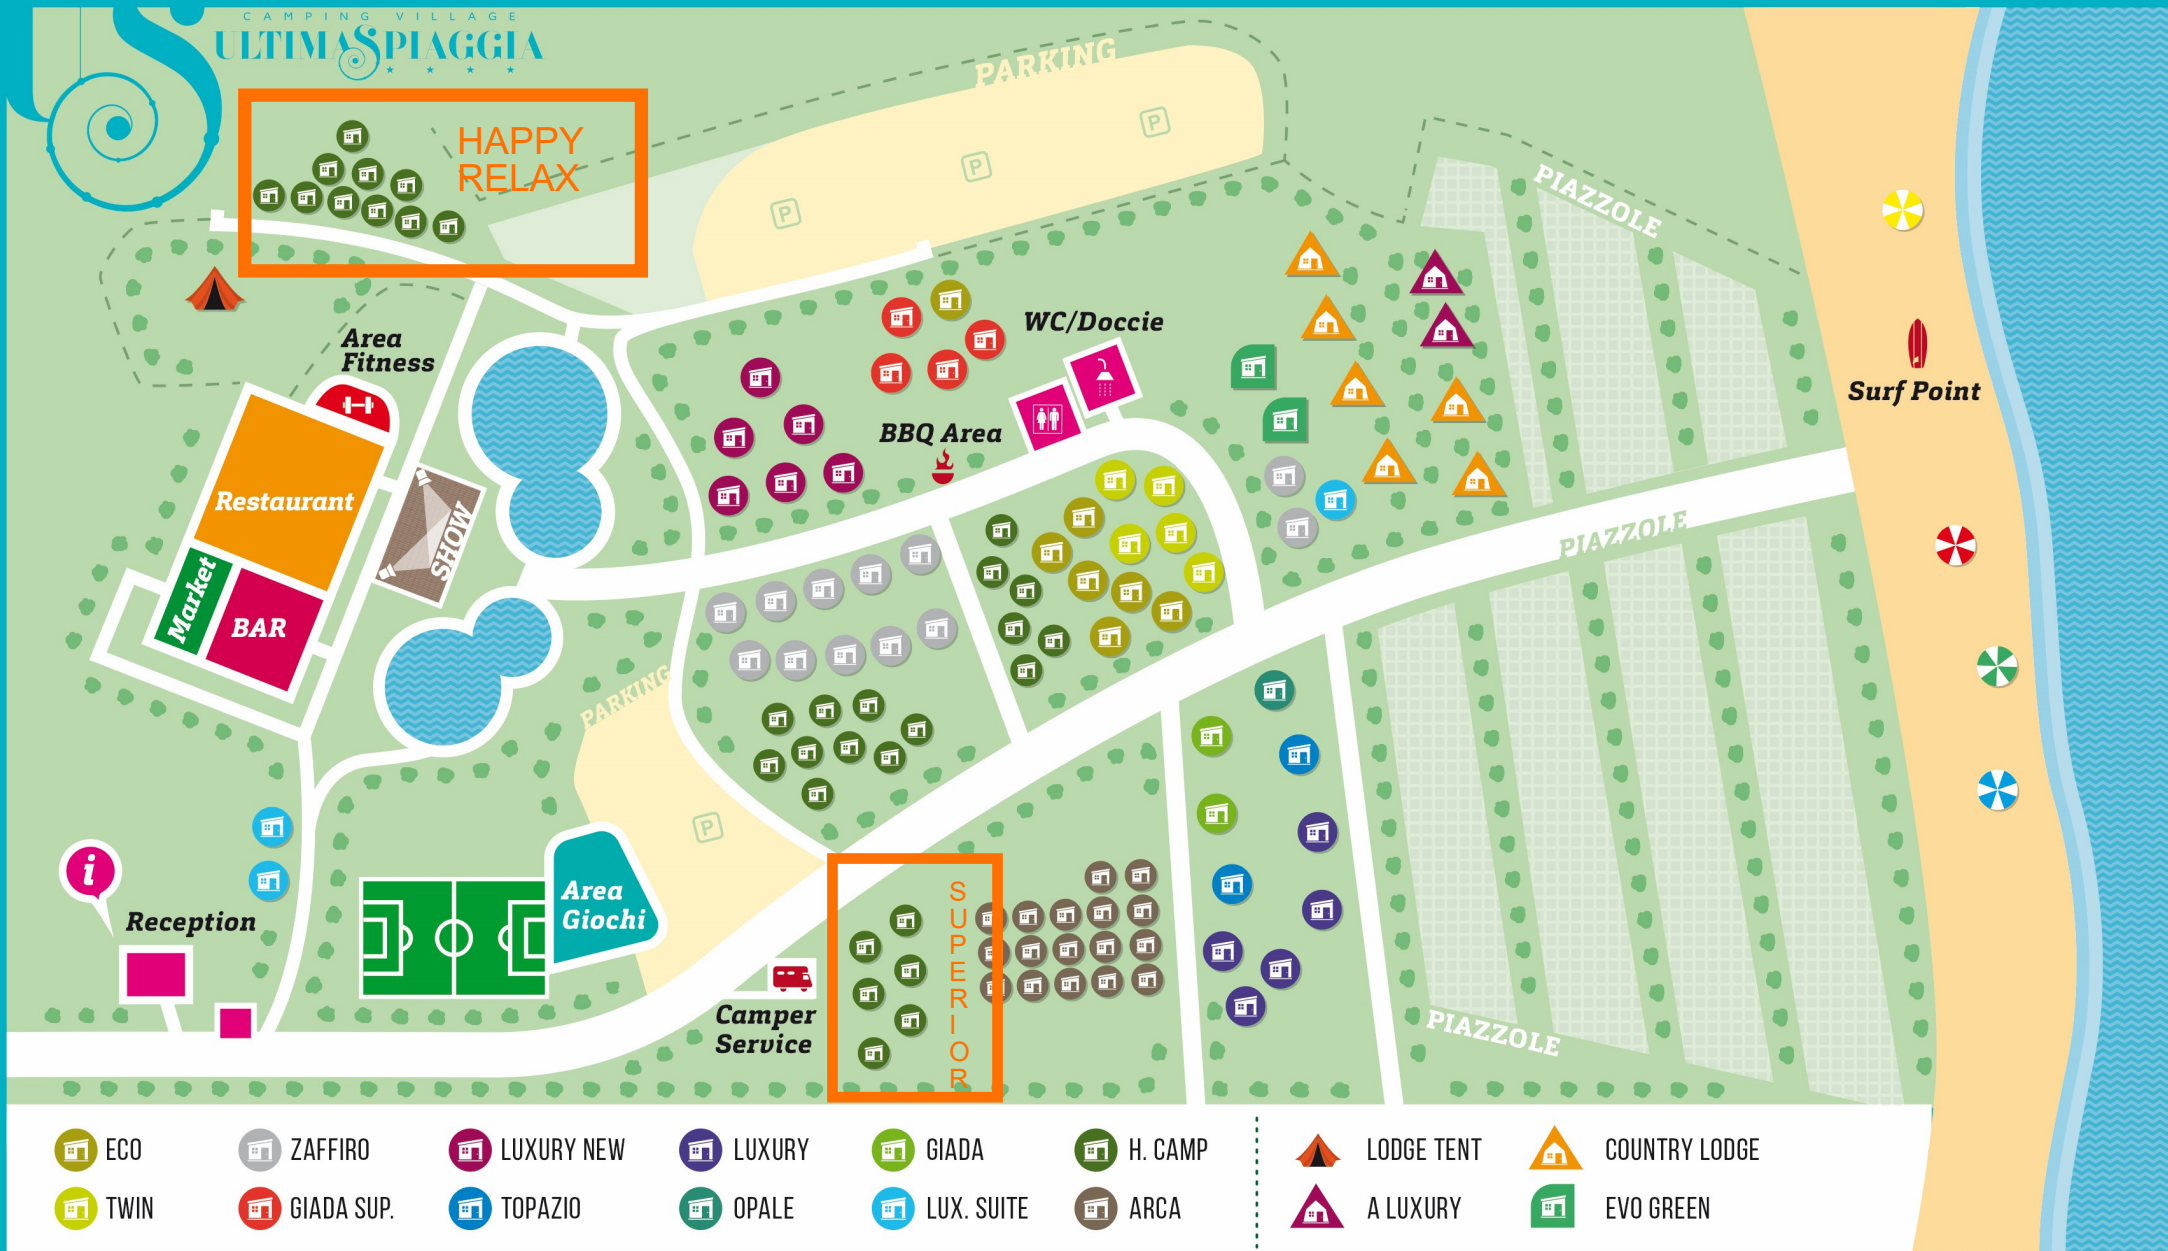 CAMPING VILLAGE
ULTIMA SPIAGGIA
HAPPY
RELAX
PARKING
P
P
P
PIAZZOLE
Area
Fitness
WC/Doccie
BBQ Area
Surf Point
Restaurant
SHOW
Market
BAR
PIAZZOLE
PARKING
P
i
Reception
Area
Giochi
Camper
Service
S
U
P
E
R
I
O
R
PIAZZOLE
ECO
ZAFFIRO
LUXURY NEW
LUXURY
GIADA
H. CAMP
LODGE TENT
COUNTRY LODGE
TWIN
GIADA SUP.
TOPAZIO
OPALE
LUX. SUITE
ARCA
A LUXURY
EVO GREEN